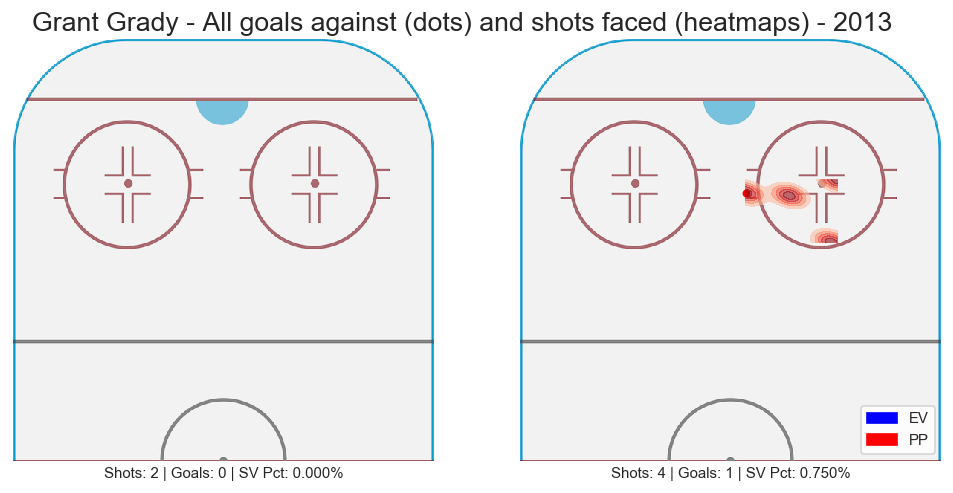 Grant Grady - All goals against (dots) and shots faced (heatmaps) - 2013
EV
PP
Shots: 2 | Goals: 0 | SV Pct: 0.000%
Shots: 4 | Goals: 1 | SV Pct: 0.750%